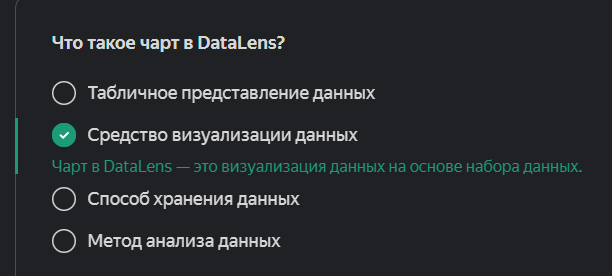 Что такое чарт в DataLens?
Табличное представление данных
Средство визуализации данных
Чарт в DataLens — это визуализация данных на основе набора данных.
Способ хранения данных
Метод анализа данных